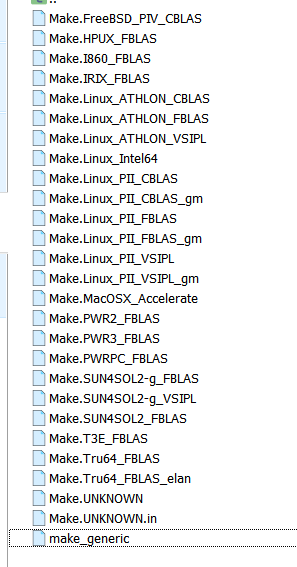 ..
Make.FreeBSD_PIV_CBLAS
Make.HPUX_FBLAS
Make.I860_FBLAS
Make.IRIX_FBLAS
Make.Linux_ATHLON_CBLAS
Make.Linux_ATHLON_FBLAS
Make.Linux_ATHLON_VSIPL
Make.Linux_Intel64
Make.Linux_PII_CBLAS
Make.Linux_PII_CBLAS_gm
Make.Linux_PII_FBLAS
Make.Linux_PII_FBLAS_gm
Make.Linux_PII_VSIPL
Make.Linux_PII_VSIPL_gm
Make.MacOSX_Accelerate
Make.PWR2_FBLAS
Make.PWR3_FBLAS
Make.PWRPC_FBLAS
Make.SUN4SOL2-g_FBLAS
Make.SUN4SOL2-g_VSIPL
Make.SUN4SOL2_FBLAS
Make.T3E_FBLAS
Make.Tru64_FBLAS
Make.Tru64_FBLAS_elan
Make.UNKNOWN
Make.UNKNOWN.in
make_generic